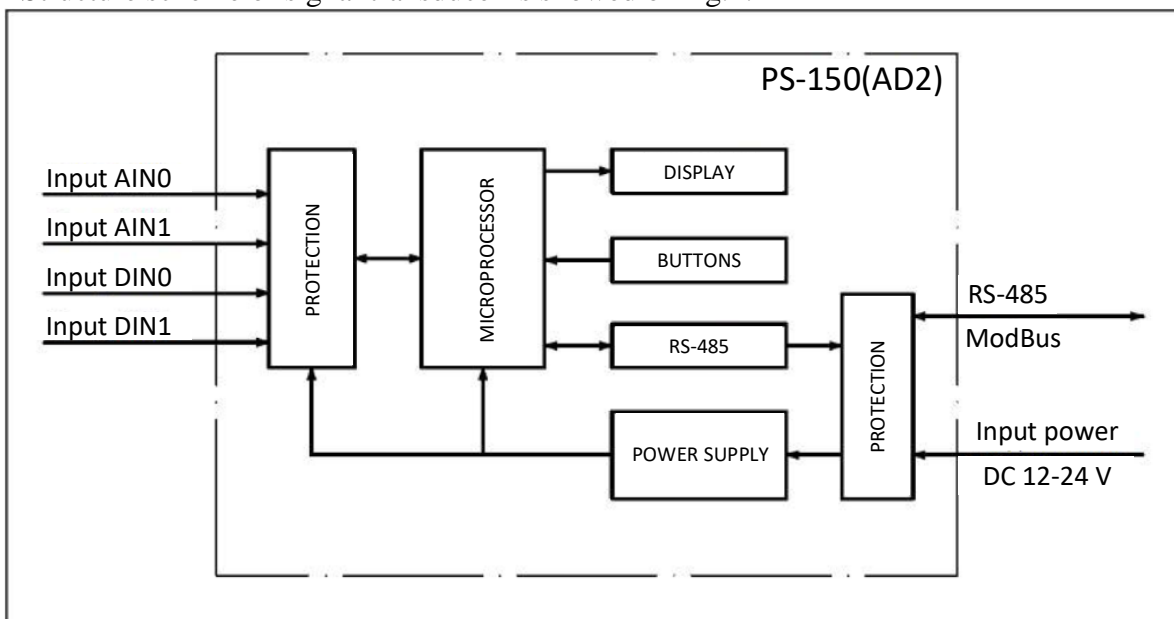 PS-150(AD2)
Input AIN0
Input AIN1
Input DIN0
Input DIN1
PROTECTION
MICROPROCESSOR
DISPLAY
BUTTONS
RS-485
POWER SUPPLY
PROTECTION
RS-485
ModBus
Input power
DC 12-24 V